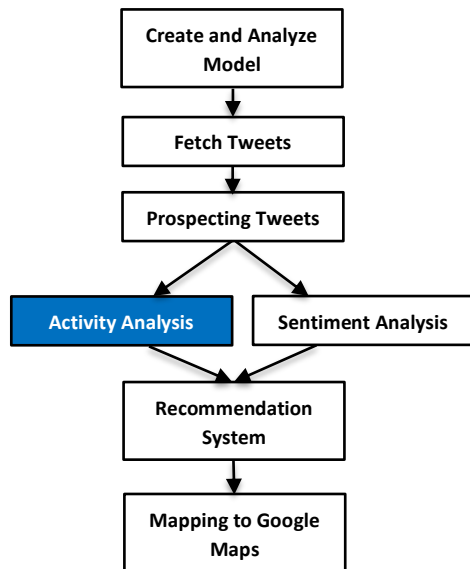 Create and Analyze
Model
Fetch Tweets
Prospecting Tweets
Activity Analysis
Sentiment Analysis
Recommendation
System
Mapping to Google
Maps